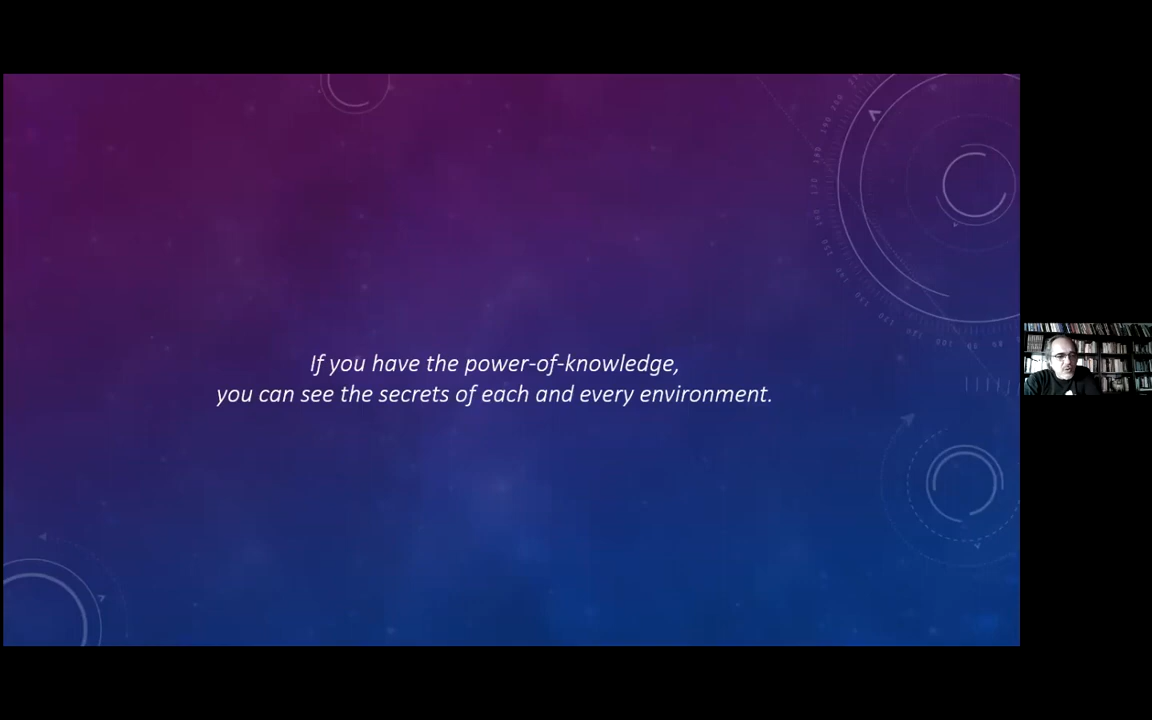 If you have the power-of-knowledge,
you can see the secrets of each and every environment.